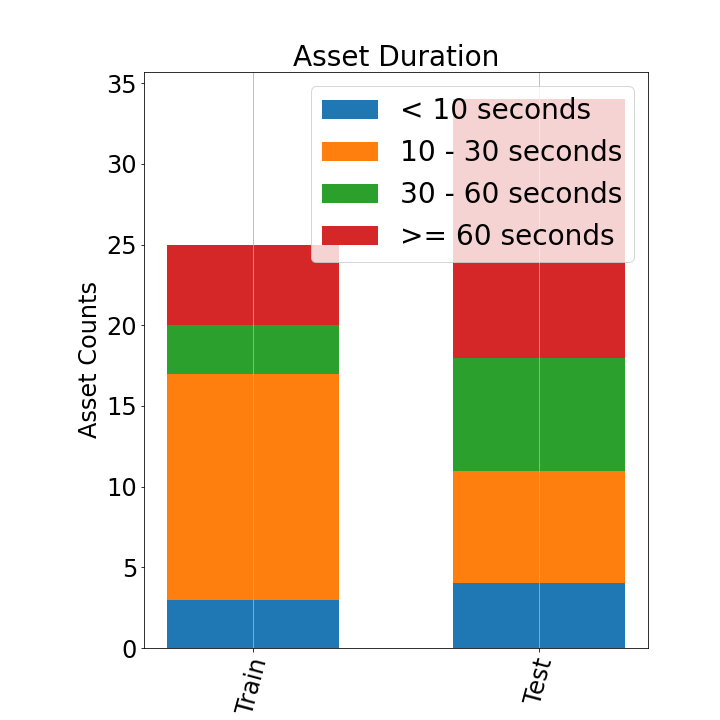 Asset Duration
35
30
25
20
15
10
5
0
Asset Counts
< 10 seconds
10 - 30 seconds
30 - 60 seconds
>= 60 seconds
Train
Test